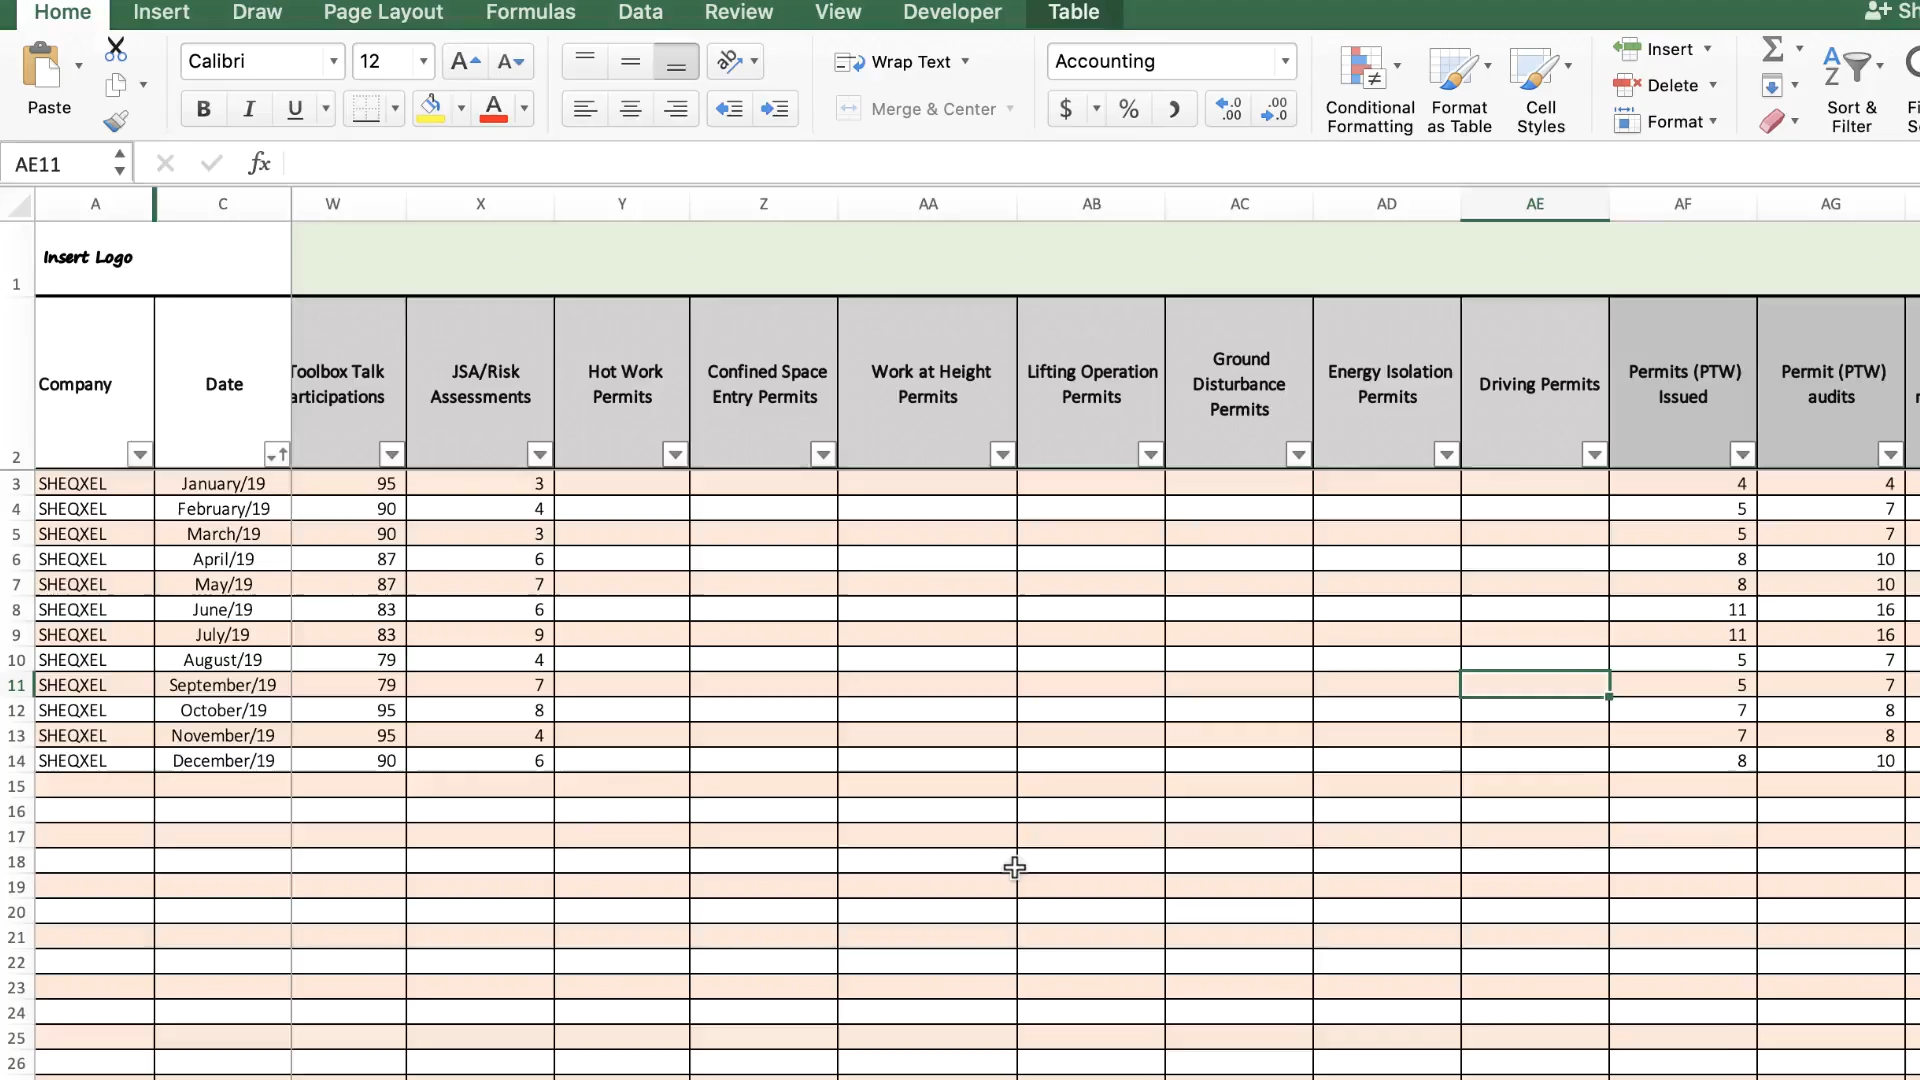 Home Insert Draw Page Layout Formulas Data Review View Developer Table
Calibri 12 Wrap Text Accounting Insert
Paste Conditional Formatting Format as Table Cell Styles Delete Sort & Filter
B I U A Merge & Center $ % Format
AE11 fx
A C W X Y Z AA AB AC AD AE AF AG
1 Insert Logo
2 Company Date Toolbox Talk JSA/Risk Assessments Hot Work Permits Confined Space Entry Permits Work at Height Permits Lifting Operation Permits Ground Disturbance Permits Energy Isolation Permits Driving Permits Permits (PTW) Issued Permit (PTW) audits
3 SHEQXEL January/19 95 3 4 4
4 SHEQXEL February/19 90 4 5 7
5 SHEQXEL March/19 90 3 5 7
6 SHEQXEL April/19 87 6 8 10
7 SHEQXEL May/19 87 7 8 10
8 SHEQXEL June/19 83 6 11 16
9 SHEQXEL July/19 83 9 11 16
10 SHEQXEL August/19 79 4 5 7
11 SHEQXEL September/19 79 7 5 7
12 SHEQXEL October/19 95 8 7 8
13 SHEQXEL November/19 95 4 7 8
14 SHEQXEL December/19 90 6 8 10
15
16
17
18
19
20
21
22
23
24
25
26